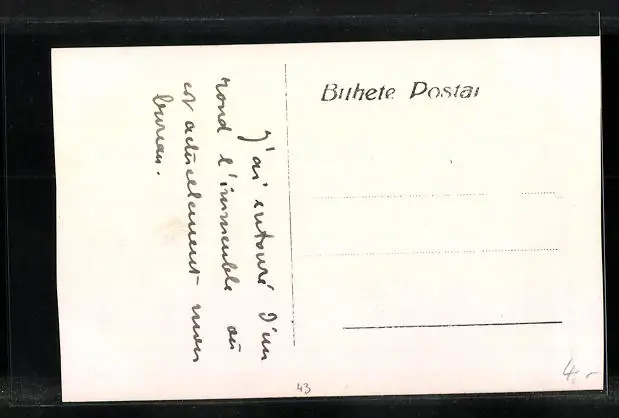 Bilhete Postal
J'ai entouré d'un
rond l'immeuble où
est actuellement mon
bureau.
43
4.-